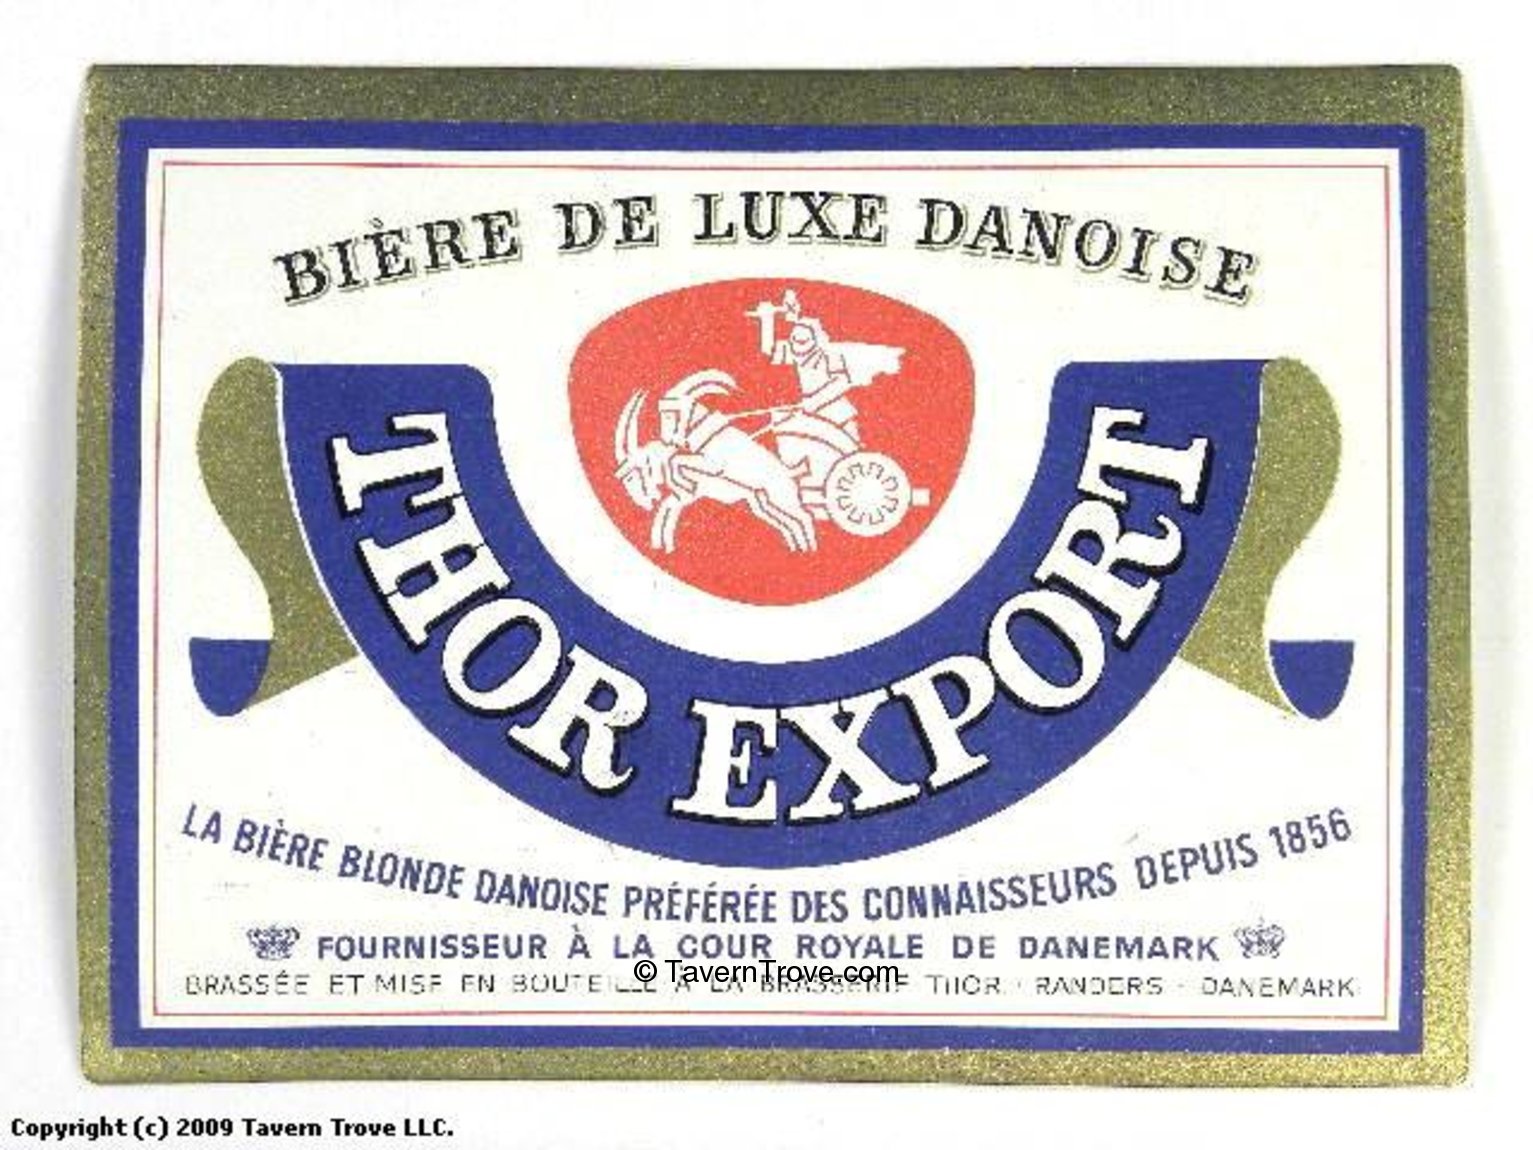 BIÈRE DE LUXE DANOISE
THOR EXPORT
LA BIÈRE BLONDE DANOISE PRÉFÉRÉE DES CONNAISSEURS DEPUIS 1856
FOURNISSEUR À LA COUR ROYALE DE DANEMARK
© TavernTrove.com
BRASSÉE ET MISE EN BOUTEILLE À LA BRASSERIE THOR · RANDERS · DANEMARK
Copyright (c) 2009 Tavern Trove LLC.